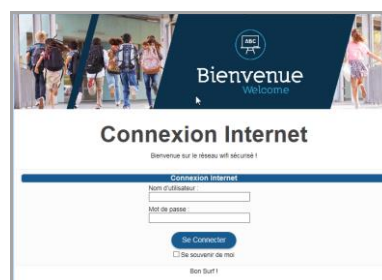 ABC
Bienvenue
Welcome
Connexion Internet
Bienvenue sur le réseau wifi sécurisé !
Connexion Internet
Nom d'utilisateur :
Mot de passe :
Se Connecter
Se souvenir de moi
Bon Surf !